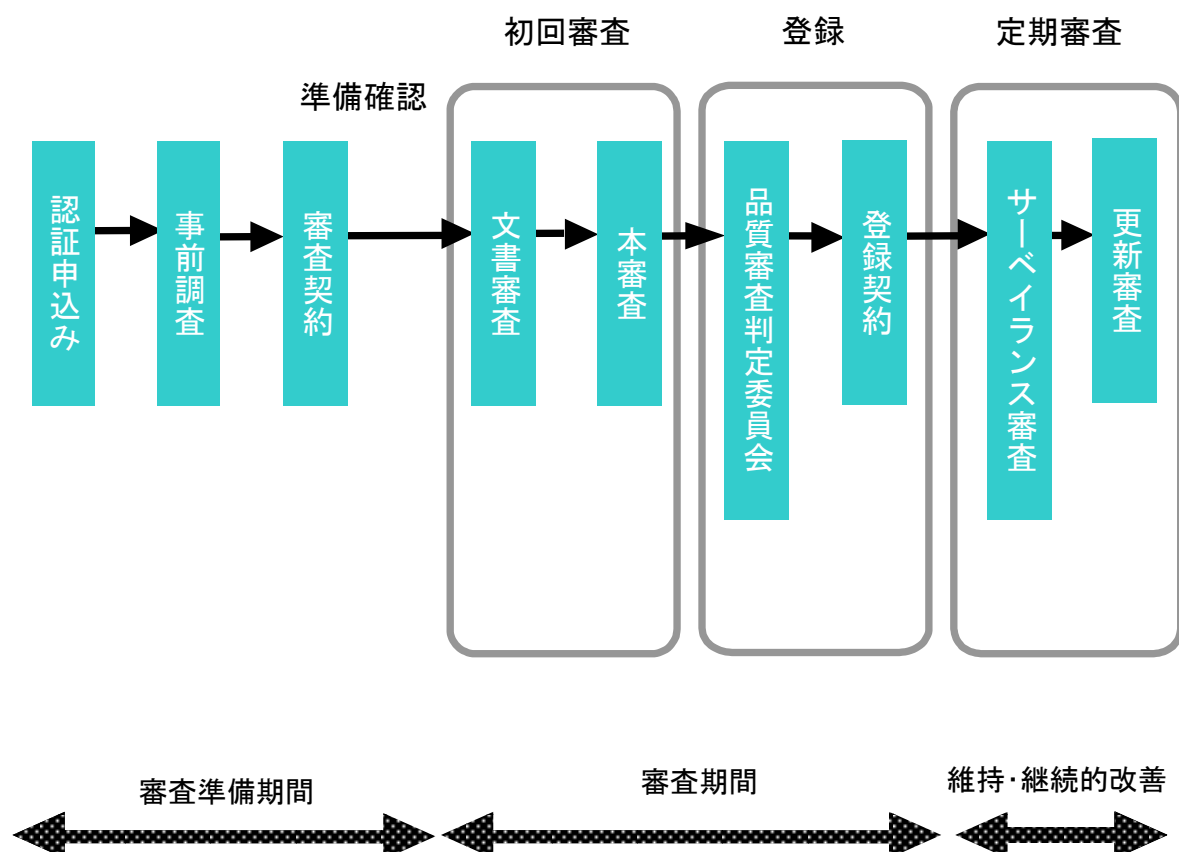 初回審査
登録
定期審査
準備確認
認証申込み
事前調査
審査契約
文書審査
本審査
品質審査判定委員会
登録契約
サーベイランス審査
更新審査
審査準備期間
審査期間
維持･継続的改善